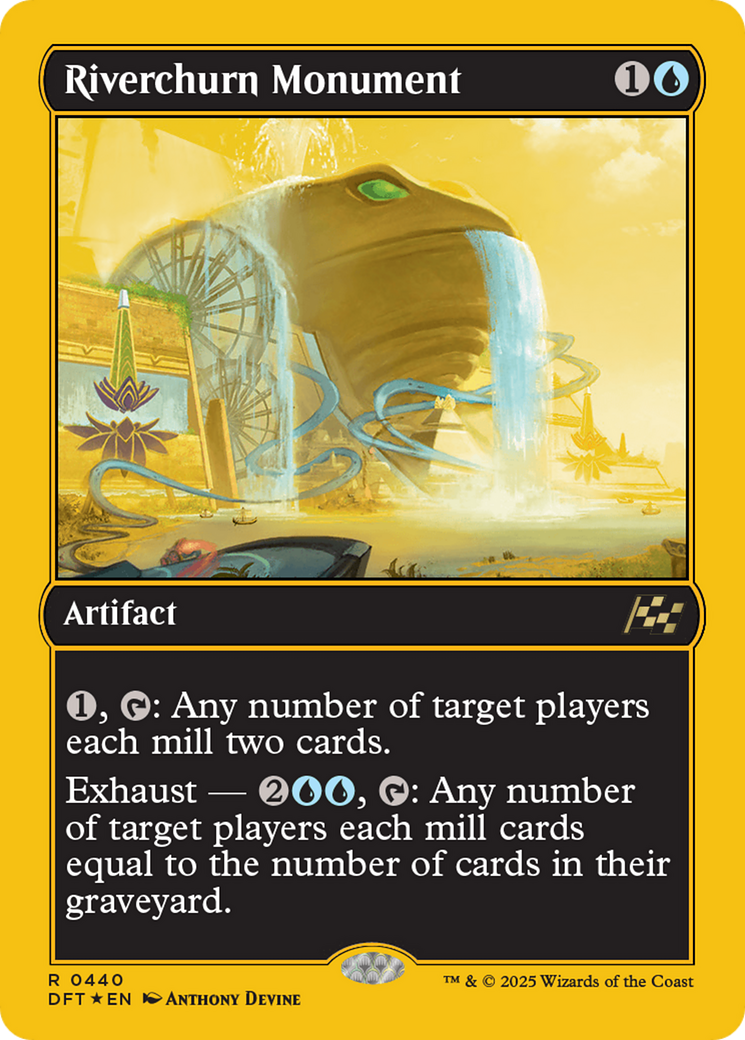 Riverchurn Monument 1
Artifact
1, : Any number of target players
each mill two cards.
Exhaust — 2, : Any number
of target players each mill cards
equal to the number of cards in their
graveyard.
R 0440
DFT ★ EN Anthony Devine
™ & © 2025 Wizards of the Coast